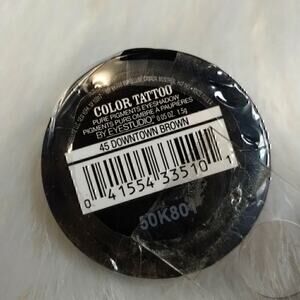 COLOR TATTOO
PURE PIGMENTS EYESHADOW
PIGMENTS PURS OMBRE À PAUPIÈRES
BY EYESTUDIO 0.05 OZ. 1.5g
45 DOWNTOWN BROWN
0 41554 33510 1
50K801